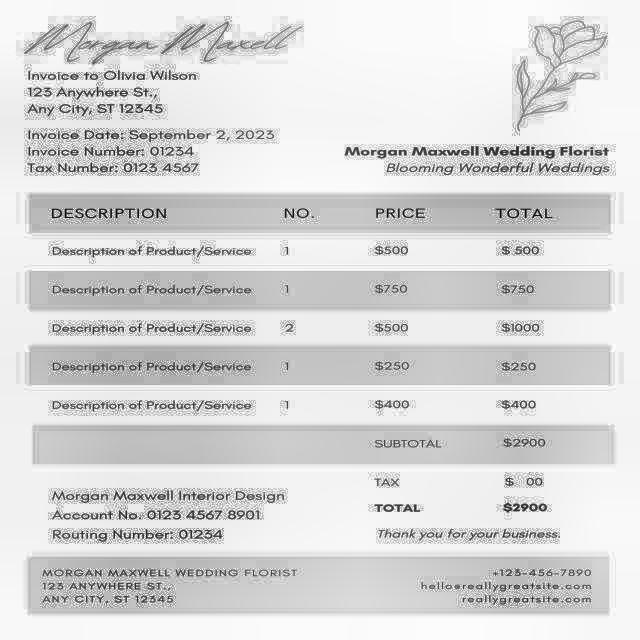 Morgan Maxwell
Invoice to Olivia Wilson
123 Anywhere St.,
Any City, ST 12345
Invoice Date: September 2, 2023
Invoice Number: 01234
Tax Number: 0123 4567
Morgan Maxwell Wedding Florist
Blooming Wonderful Weddings
DESCRIPTION NO. PRICE TOTAL
Description of Product/Service 1 $500 $ 500
Description of Product/Service 1 $750 $750
Description of Product/Service 2 $500 $1000
Description of Product/Service 1 $250 $250
Description of Product/Service 1 $400 $400
SUBTOTAL $2900
TAX $ 00
TOTAL $2900
Morgan Maxwell Interior Design
Account No. 0123 4567 8901
Routing Number: 01234
Thank you for your business.
MORGAN MAXWELL WEDDING FLORIST
123 ANYWHERE ST.,
ANY CITY, ST 12345
+123-456-7890
hello@reallygreatsite.com
reallygreatsite.com